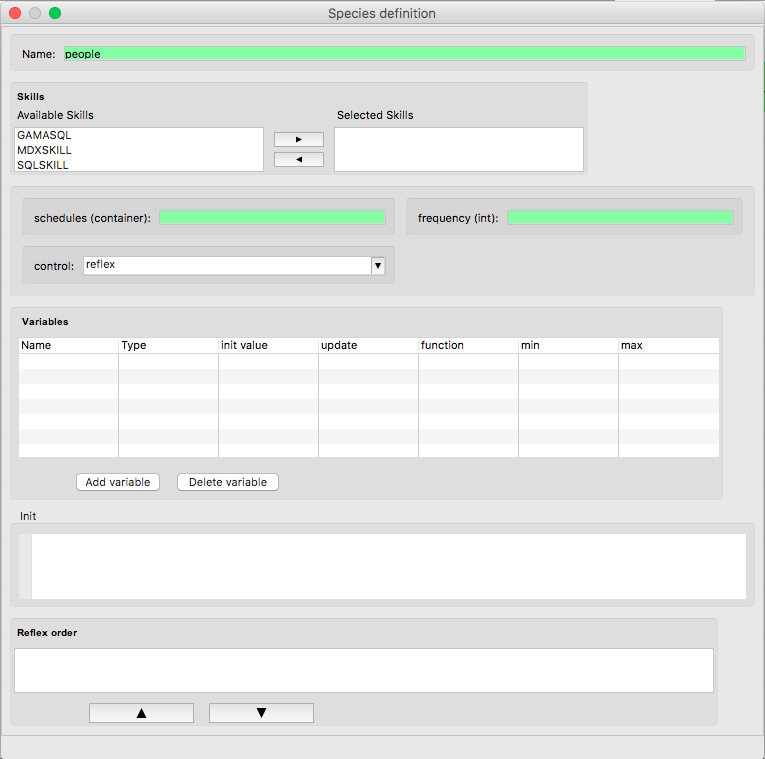 Species definition
Name: people
Skills
Available Skills Selected Skills
GAMASQL
MDXSKILL
SQLSKILL
schedules (container): frequency (int):
control: reflex
Variables
Name Type init value update function min max
Add variable Delete variable
Init
Reflex order